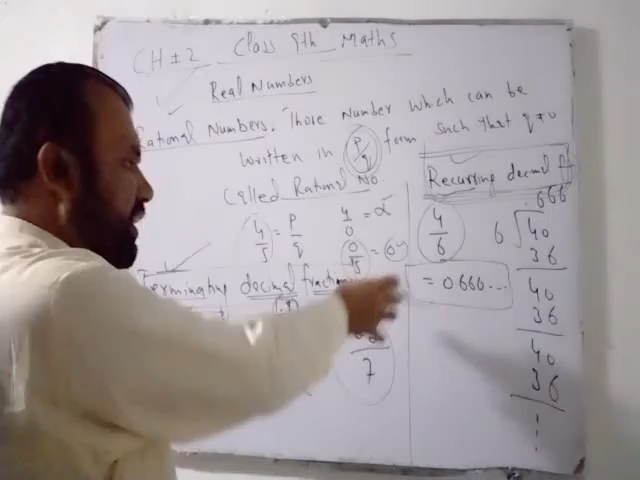 CH # 2 Class 9th Maths
Real Numbers
Rational Numbers. Those Number Which can be
written in p/q form such that q≠0
Called Rational No
4/5 = p/q
4/0 = α
0/15 =
Terminating decimal fraction
7
Recurring decimal f
4/6
6 40 .666
36
40
36
40
36
= 0.666...